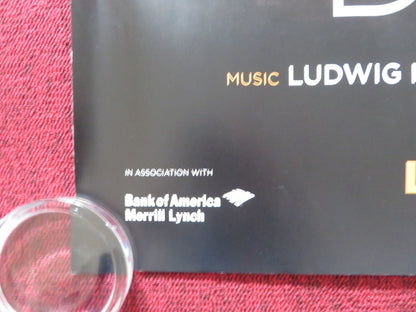 MUSIC LUDWIG
IN ASSOCIATION WITH
Bank of America
Merrill Lynch